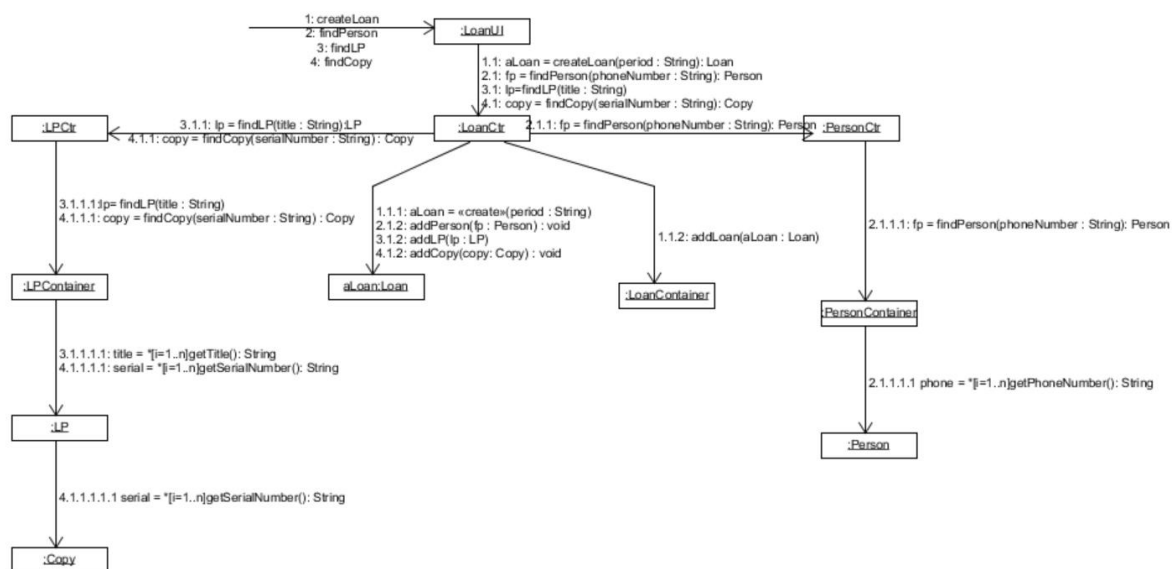 1: createLoan
2: findPerson
3: findLP
4: findCopy
:LoanUI
1.1: aLoan = createLoan(period : String): Loan
2.1: fp = findPerson(phoneNumber : String): Person
3.1: lp=findLP(title : String)
4.1: copy = findCopy(serialNumber : String): Copy
:LPCtr
3.1.1: lp = findLP(title : String):LP
4.1.1: copy = findCopy(serialNumber : String) : Copy
:LoanCtr
2.1.1: fp = findPerson(phoneNumber : String): Person
:PersonCtr
3.1.1.1:lp= findLP(title : String)
4.1.1.1: copy = findCopy(serialNumber : String) : Copy
1.1.1: aLoan = «create»(period : String)
2.1.2: addPerson(fp : Person) : void
3.1.2: addLP(lp : LP)
4.1.2: addCopy(copy: Copy) : void
1.1.2: addLoan(aLoan : Loan)
2.1.1.1: fp = findPerson(phoneNumber : String): Person
:LPContainer
aLoan:Loan
:LoanContainer
:PersonContainer
3.1.1.1.1: title = *[i=1..n]getTitle(): String
4.1.1.1.1: serial = *[i=1..n]getSerialNumber(): String
2.1.1.1.1 phone = *[i=1..n]getPhoneNumber(): String
:LP
:Person
4.1.1.1.1.1 serial = *[i=1..n]getSerialNumber(): String
:Copy